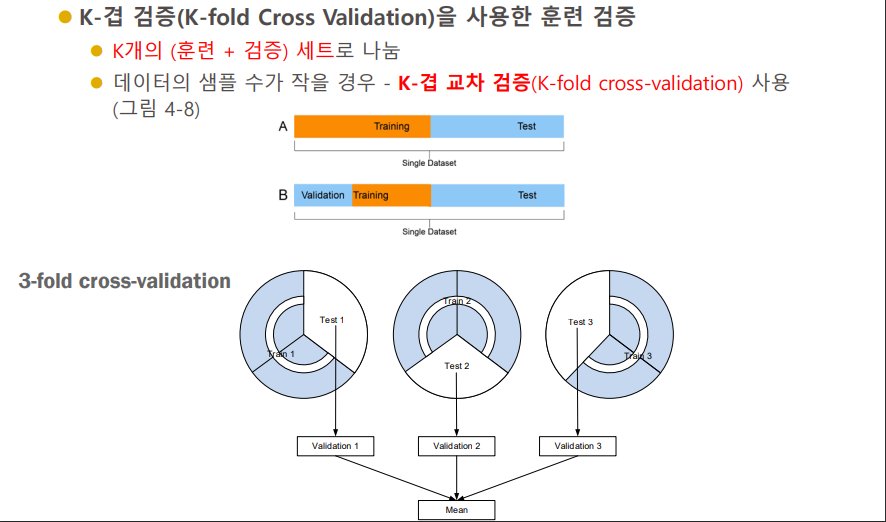 K-겹 검증(K-fold Cross Validation)을 사용한 훈련 검증
K개의 (훈련 + 검증) 세트로 나눔
데이터의 샘플 수가 작을 경우 - K-겹 교차 검증(K-fold cross-validation) 사용
(그림 4-8)
A
Training
Test
Single Dataset
B
Validation
Training
Test
Single Dataset
3-fold cross-validation
Test 1
Train 1
Train 2
Test 2
Test 3
Train 3
Validation 1
Validation 2
Validation 3
Mean